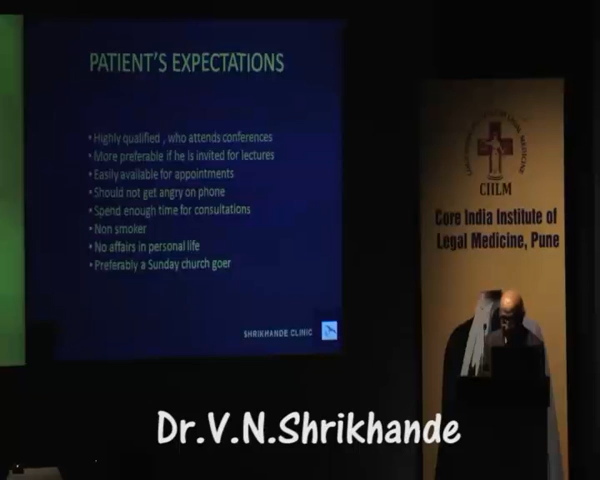 PATIENT'S EXPECTATIONS
• Highly qualified , who attends conferences
• More preferable if he is invited for lectures
• Easily available for appointments
• Should not get angry on phone
• Spend enough time for consultations
• Non smoker
• No affairs in personal life
• Preferably a Sunday church goer
SHRIKHANDE CLINIC
CIILM
Core India Institute of
Legal Medicine, Pune
Dr.V.N.Shrikhande